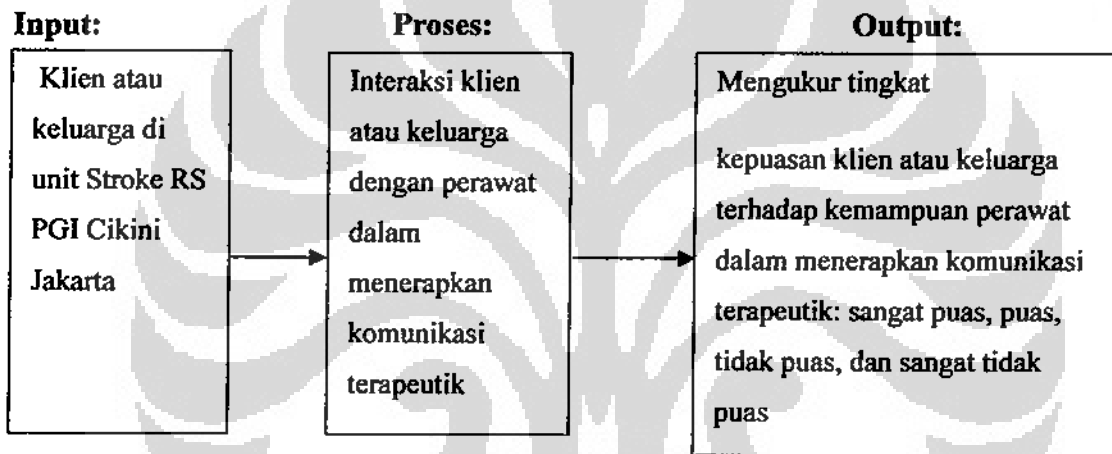 Input:
Klien atau
keluarga di
unit Stroke RS
PGI Cikini
Jakarta
Proses:
Interaksi klien
atau keluarga
dengan perawat
dalam
menerapkan
komunikasi
terapeutik
Output:
Mengukur tingkat
kepuasan klien atau keluarga
terhadap kemampuan perawat
dalam menerapkan komunikasi
terapeutik: sangat puas, puas,
tidak puas, dan sangat tidak
puas